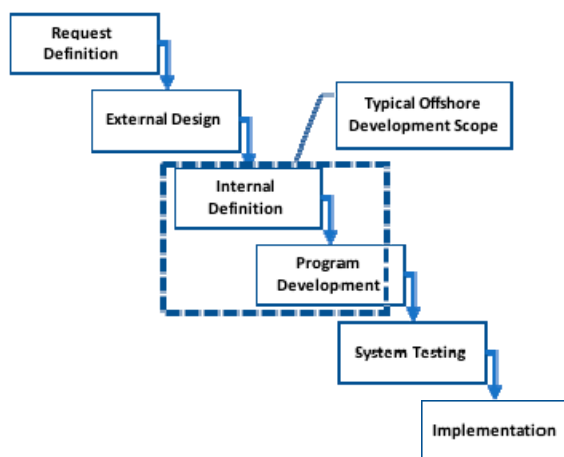 Request
Definition
External Design
Typical Offshore
Development Scope
Internal
Definition
Program
Development
System Testing
Implementation